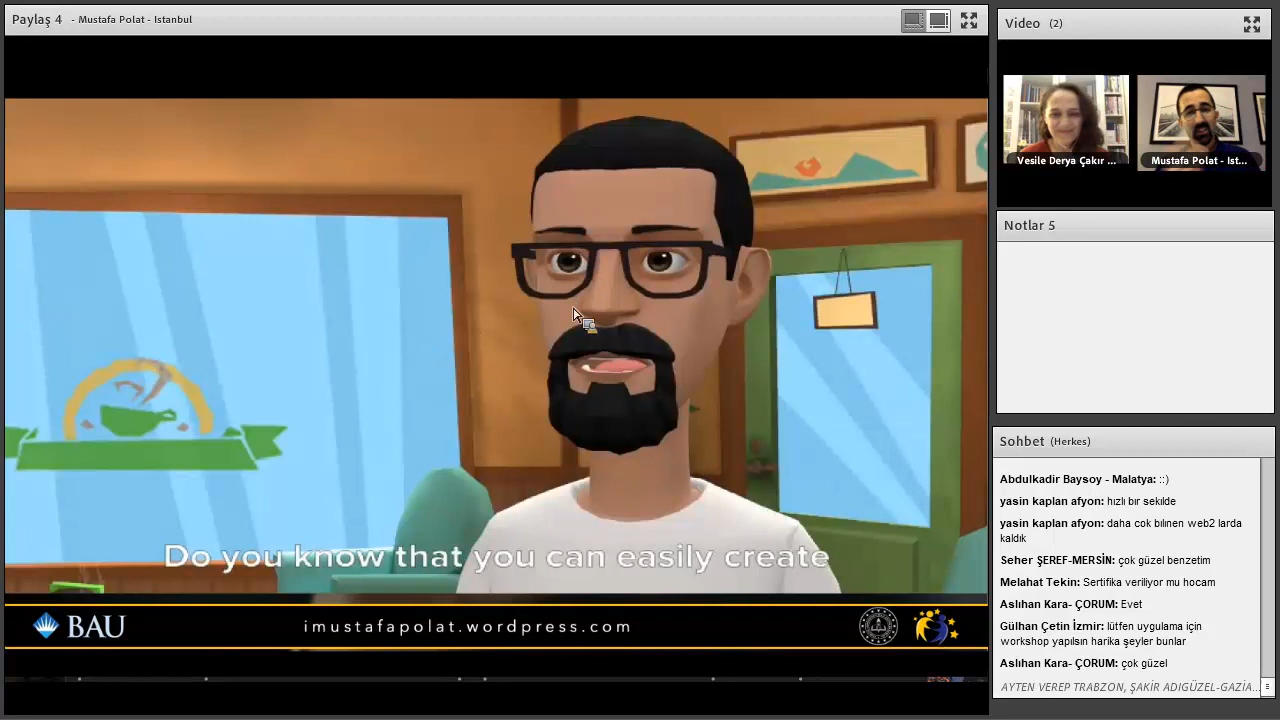 Paylaş 4 - Mustafa Polat - Istanbul
Do you know that you can easily create
BAU
imustafapolat.wordpress.com
Video (2)
Vesile Derya Çakır ...
Mustafa Polat - Ist...
Notlar 5
Sohbet (Herkes)
Abdulkadir Baysoy - Malatya: ::)
yasin kaplan afyon: hızlı bır sekılde
yasin kaplan afyon: daha cok bılınen web2 larda
kaldık
Seher ŞEREF-MERSİN: çok güzel benzetim
Melahat Tekin: Sertifika veriliyor mu hocam
Aslıhan Kara- ÇORUM: Evet
Gülhan Çetin İzmir: lütfen uygulama için
workshop yapılsın harika şeyler bunlar
Aslıhan Kara- ÇORUM: çok güzel
AYTEN VEREP TRABZON, ŞAKİR ADIGÜZEL-GAZİA...